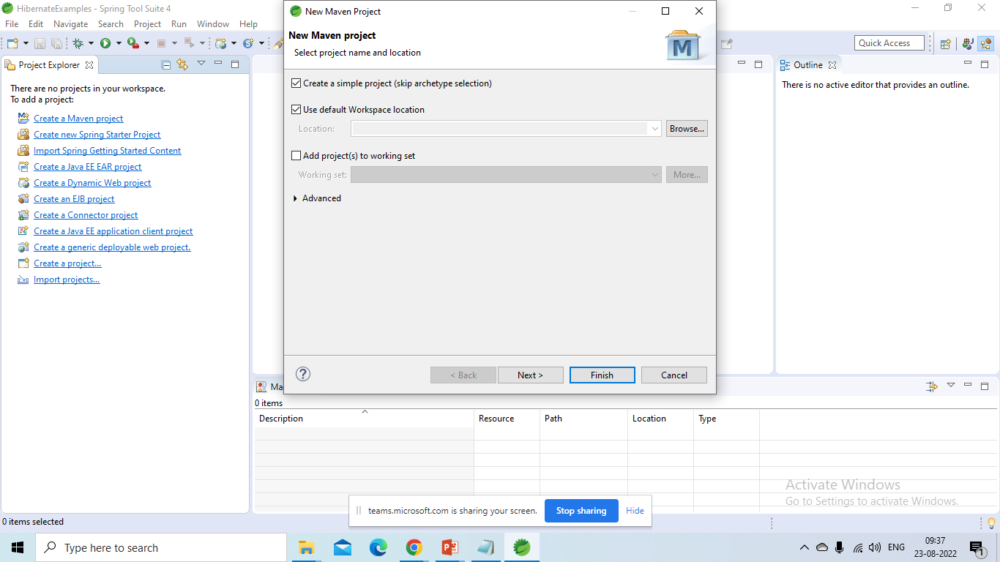 HibernateExamples - Spring Tool Suite 4
File Edit Navigate Search Project Run Window Help
Quick Access
Project Explorer
There are no projects in your workspace.
To add a project:
Create a Maven project
Create new Spring Starter Project
Import Spring Getting Started Content
Create a Java EE EAR project
Create a Dynamic Web project
Create an EJB project
Create a Connector project
Create a Java EE application client project
Create a generic deployable web project.
Create a project...
Import projects...
New Maven Project
New Maven project
Select project name and location
M
Create a simple project (skip archetype selection)
Use default Workspace location
Location:
Browse...
Add project(s) to working set
Working set:
More...
Advanced
?
< Back
Next >
Finish
Cancel
Outline
There is no active editor that provides an outline.
Ma
0 items
Description Resource Path Location Type
Activate Windows
Go to Settings to activate Windows.
teams.microsoft.com is sharing your screen. Stop sharing Hide
0 items selected
Type here to search
ENG
09:37
23-08-2022
1